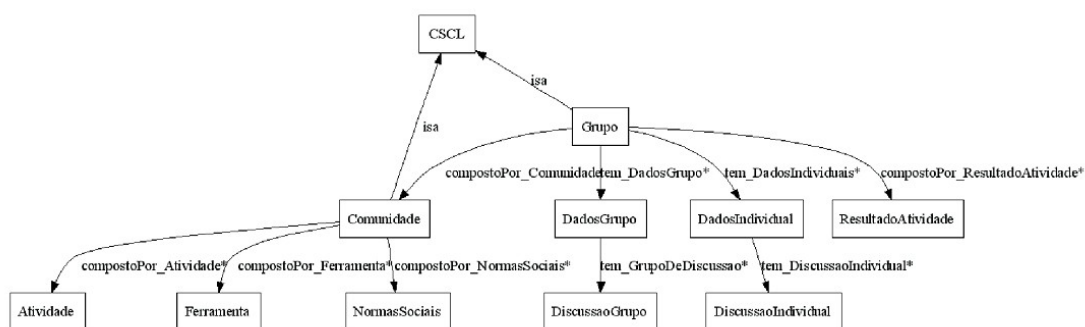 CSCL
isa
Grupo
isa
compostoPor_Comunidade
tem_DadosGrupo*
tem_DadosIndividuais*
compostoPor_ResultadoAtividade*
Comunidade
DadosGrupo
DadosIndividual
ResultadoAtividade
compostoPor_Atividade*
compostoPor_Ferramenta*
compostoPor_NormasSociais*
tem_GrupoDeDiscussao*
tem_DiscussaoIndividual*
Atividade
Ferramenta
NormasSociais
DiscussaoGrupo
DiscussaoIndividual